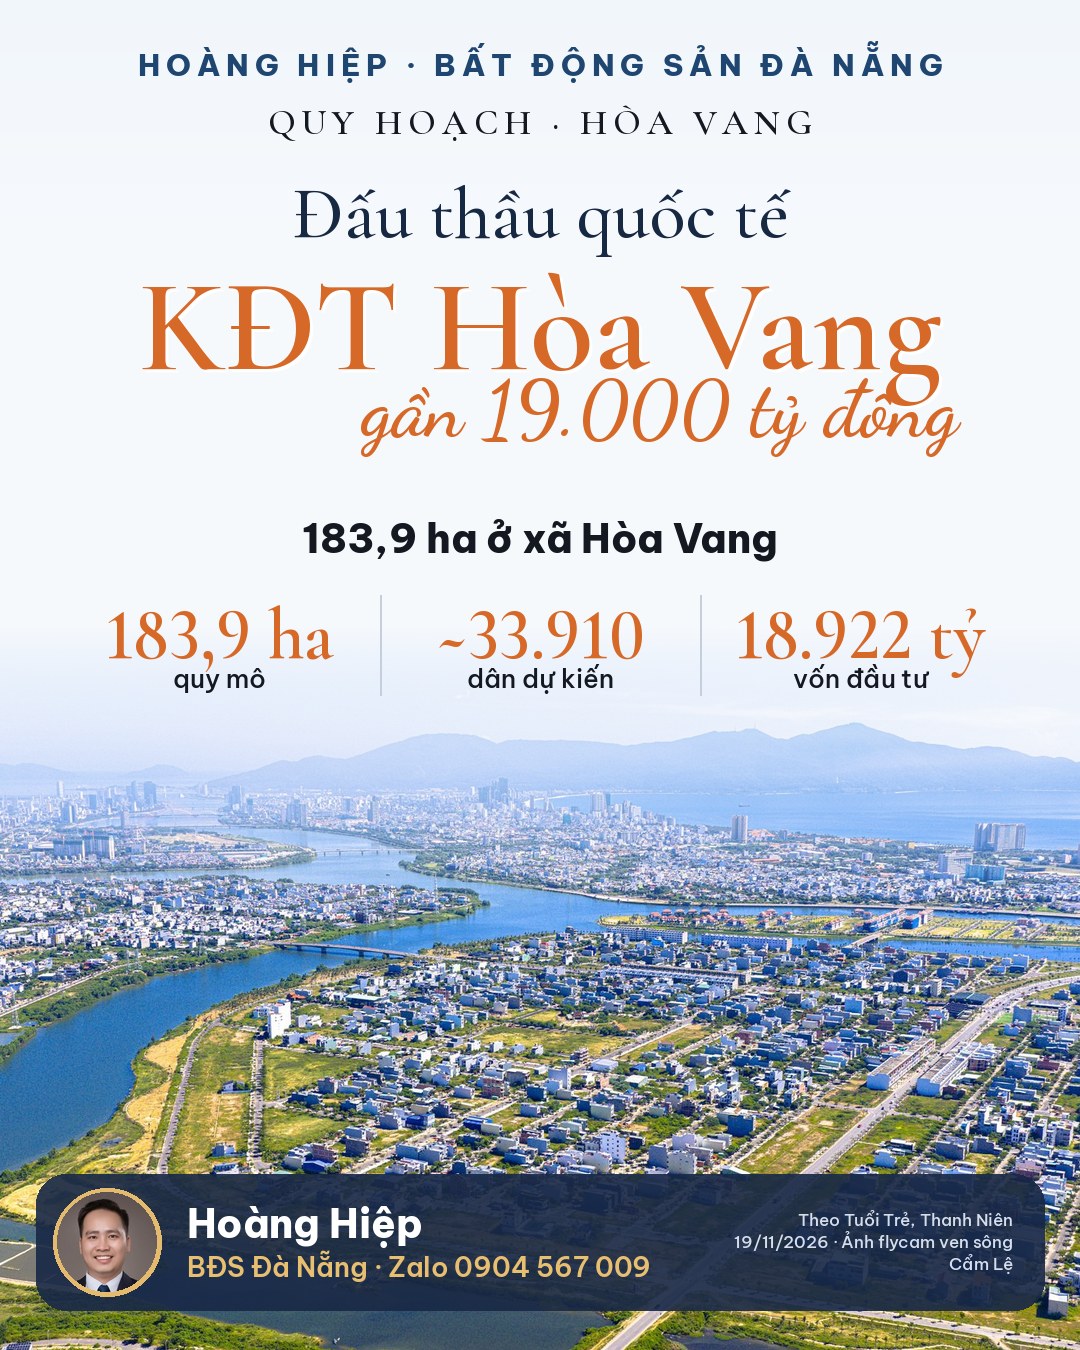 HOÀNG HIỆP · BẤT ĐỘNG SẢN ĐÀ NẴNG
QUY HOẠCH · HÒA VANG
Đấu thầu quốc tế
KĐT Hòa Vang
gần 19.000 tỷ đồng
183,9 ha ở xã Hòa Vang
183,9 ha
quy mô
~33.910
dân dự kiến
18.922 tỷ
vốn đầu tư
Hoàng Hiệp
BĐS Đà Nẵng · Zalo 0904 567 009
Theo Tuổi Trẻ, Thanh Niên
19/11/2026 · Ảnh flycam ven sông
Cẩm Lệ